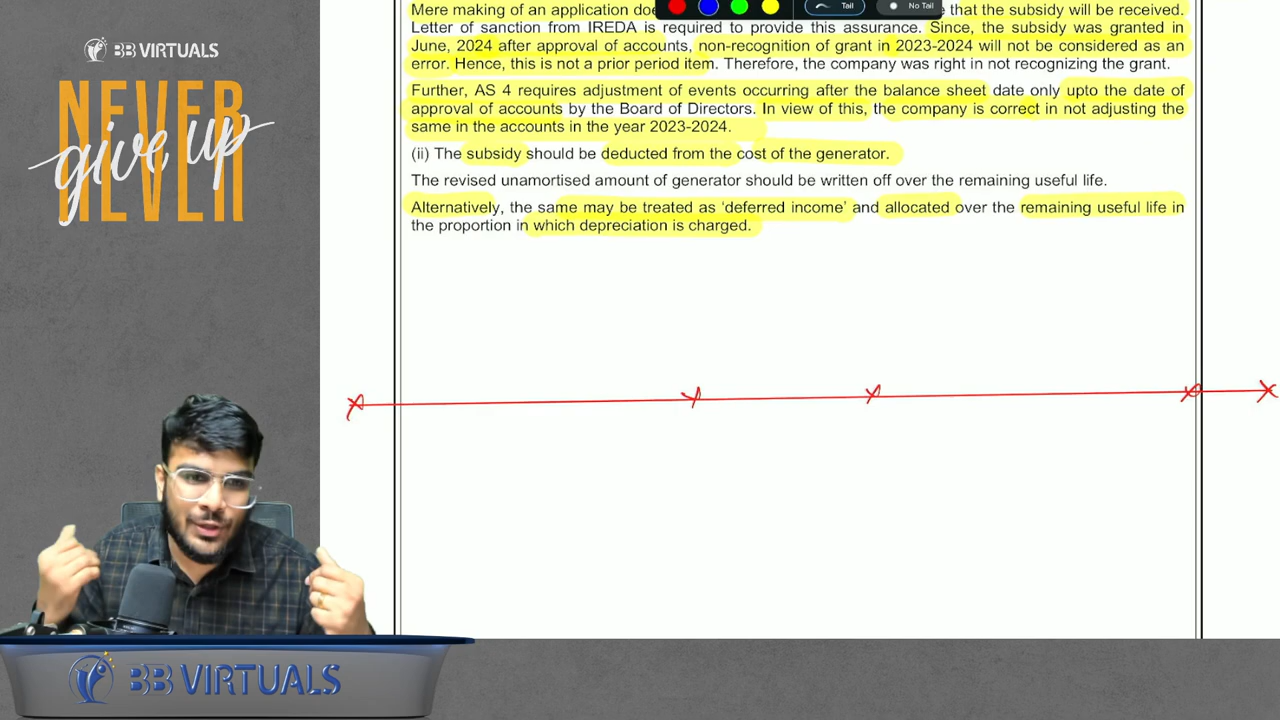 BB VIRTUALS
NEVER
give up
NEVER
Tail
No Tail
Mere making of an application that the subsidy will be received.
Letter of sanction from IREDA is required to provide this assurance. Since, the subsidy was granted in
June, 2024 after approval of accounts, non-recognition of grant in 2023-2024 will not be considered as an
error. Hence, this is not a prior period item. Therefore, the company was right in not recognizing the grant.
Further, AS 4 requires adjustment of events occurring after the balance sheet date only upto the date of
approval of accounts by the Board of Directors. In view of this, the company is correct in not adjusting the
same in the accounts in the year 2023-2024.
(ii) The subsidy should be deducted from the cost of the generator.
The revised unamortised amount of generator should be written off over the remaining useful life.
Alternatively, the same may be treated as ‘deferred income’ and allocated over the remaining useful life in
the proportion in which depreciation is charged.
BB VIRTUALS